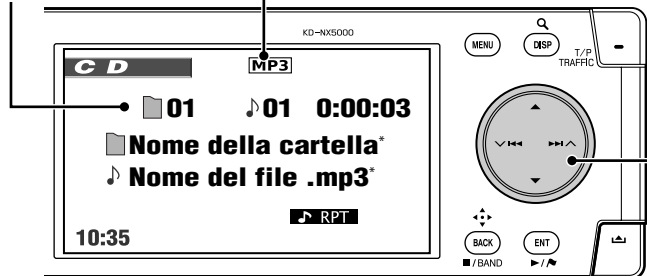 KD-NX5000
CD
MP3
01 ♪01 0:00:03
Nome della cartella*
♪ Nome del file .mp3*
♪ RPT
10:35
MENU
DISP
T/P
TRAFFIC
BACK
■/BAND
ENT
►/⚑